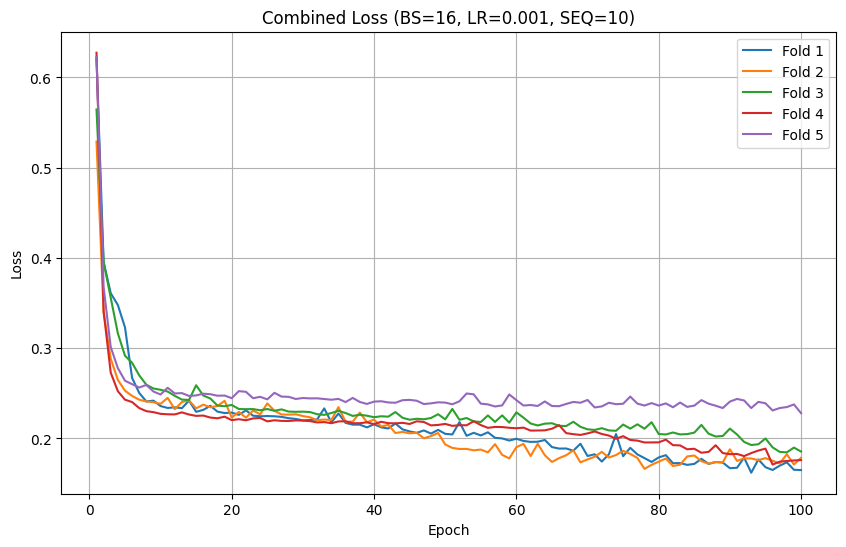 Combined Loss (BS=16, LR=0.001, SEQ=10)
Fold 1
Fold 2
Fold 3
Fold 4
Fold 5
0.6
0.5
0.4
0.3
0.2
Loss
0 20 40 60 80 100
Epoch